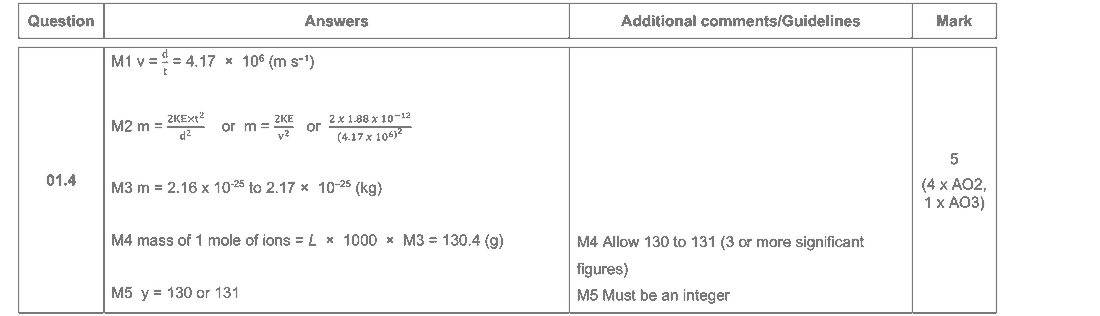 Question Answers Additional comments/Guidelines Mark
M1 v = d/t = 4.17 × 10⁶ (m s⁻¹)
M2 m = 2KE×t²/d² or m = 2KE/v² or 2 x 1.88 x 10⁻¹²/(4.17 x 10⁶)²
01.4
M3 m = 2.16 x 10⁻²⁵ to 2.17 × 10⁻²⁵ (kg)
5
(4 x AO2,
1 x AO3)
M4 mass of 1 mole of ions = L × 1000 × M3 = 130.4 (g)
M4 Allow 130 to 131 (3 or more significant
figures)
M5 y = 130 or 131
M5 Must be an integer